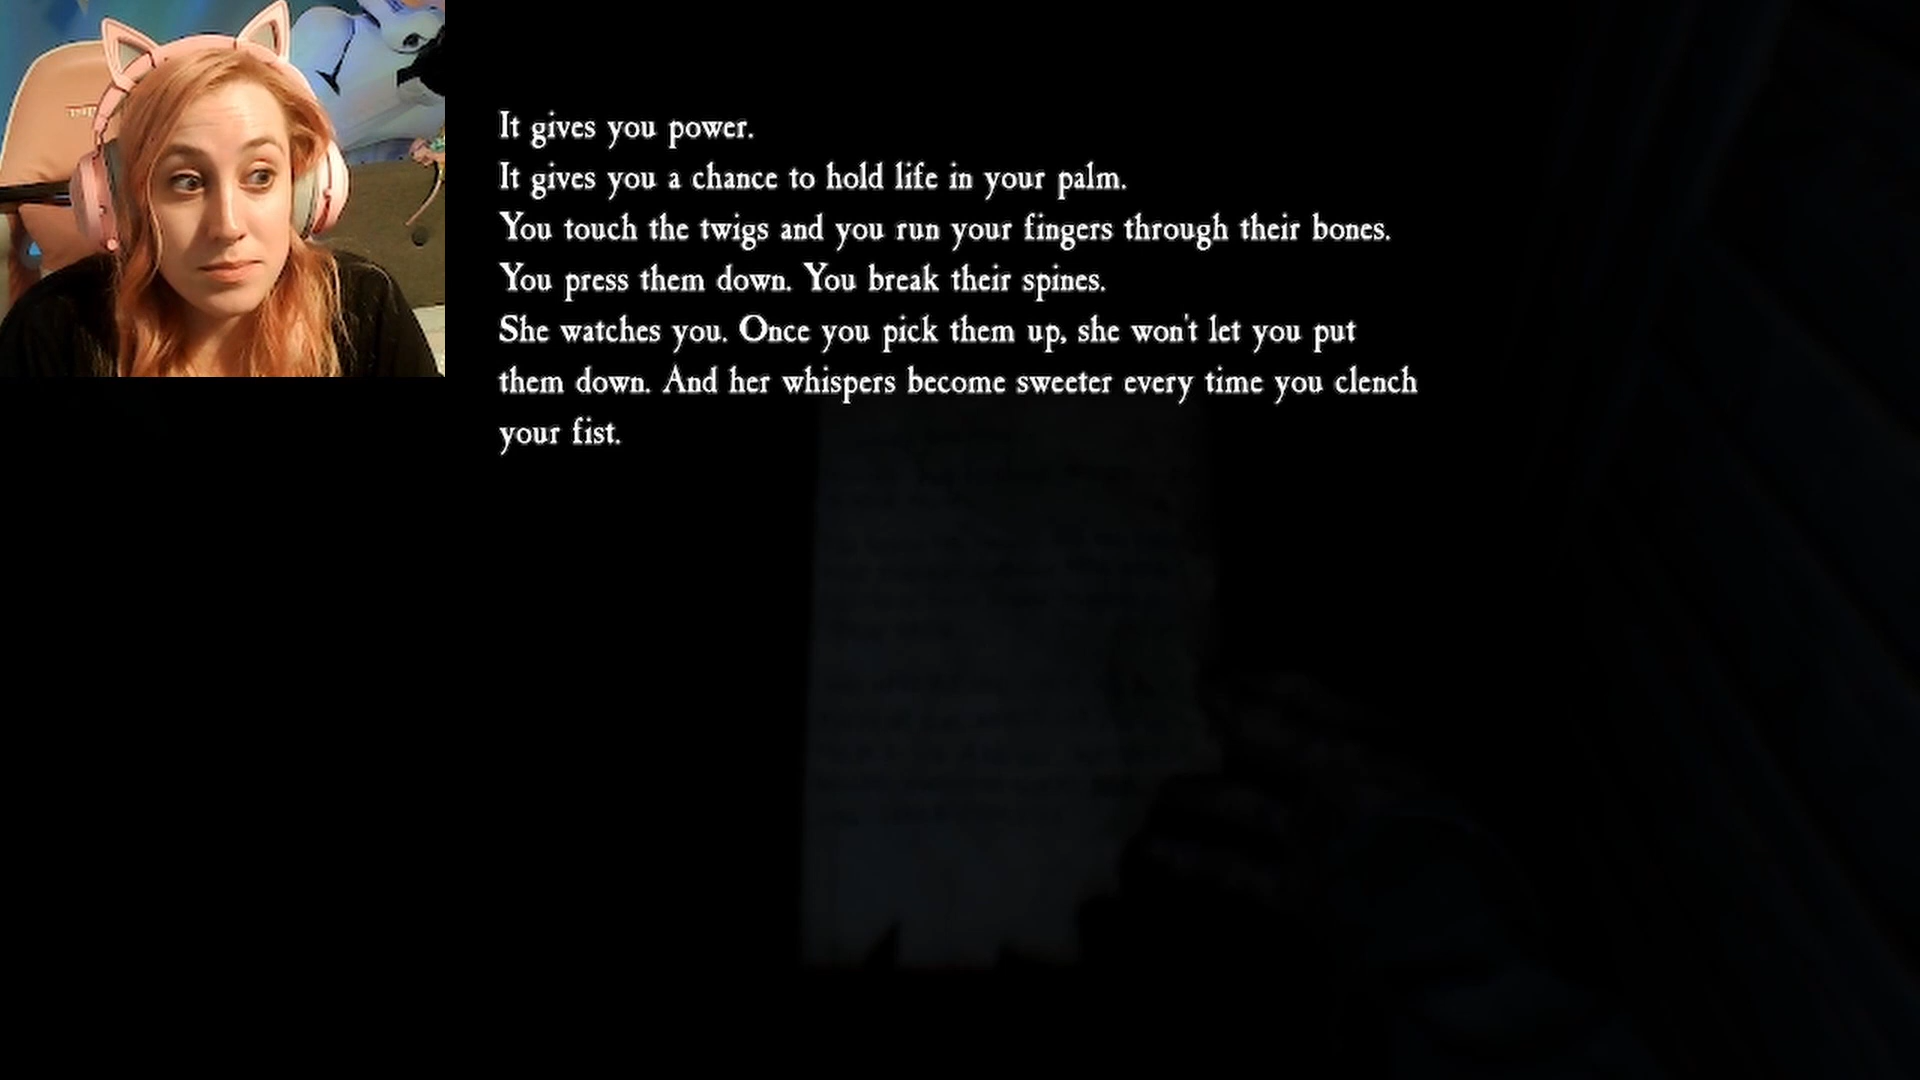 It gives you power.
It gives you a chance to hold life in your palm.
You touch the twigs and you run your fingers through their bones.
You press them down. You break their spines.
She watches you. Once you pick them up, she won't let you put
them down. And her whispers become sweeter every time you clench
your fist.